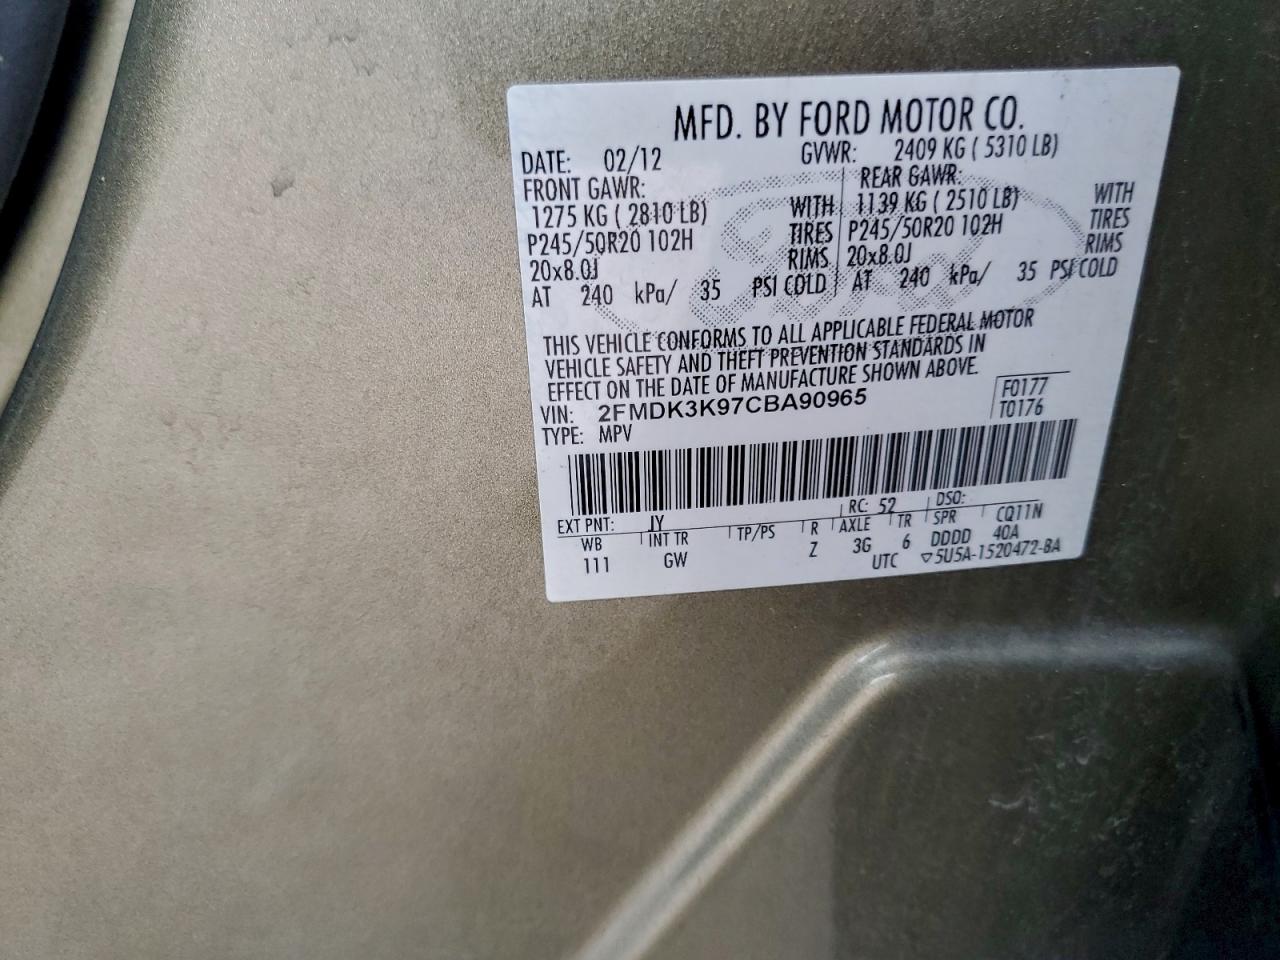 MFD. BY FORD MOTOR CO.
DATE: 02/12 GVWR: 2409 KG ( 5310 LB)
FRONT GAWR: REAR GAWR:
1275 KG ( 2810 LB) WITH 1139 KG ( 2510 LB) WITH
P245/50R20 102H TIRES P245/50R20 102H TIRES
20x8.0J RIMS 20x8.0J RIMS
AT 240 kPa/ 35 PSI COLD AT 240 kPa/ 35 PSI COLD
THIS VEHICLE CONFORMS TO ALL APPLICABLE FEDERAL MOTOR
VEHICLE SAFETY AND THEFT PREVENTION STANDARDS IN
EFFECT ON THE DATE OF MANUFACTURE SHOWN ABOVE.
VIN: 2FMDK3K97CBA90965 F0177
TYPE: MPV T0176
EXT PNT: JY RC: 52 DSO:
WB INT TR TP/PS R AXLE TR SPR CQ11N
111 GW Z 3G 6 DDDD 40A
UTC ▽5U5A-1520472-BA